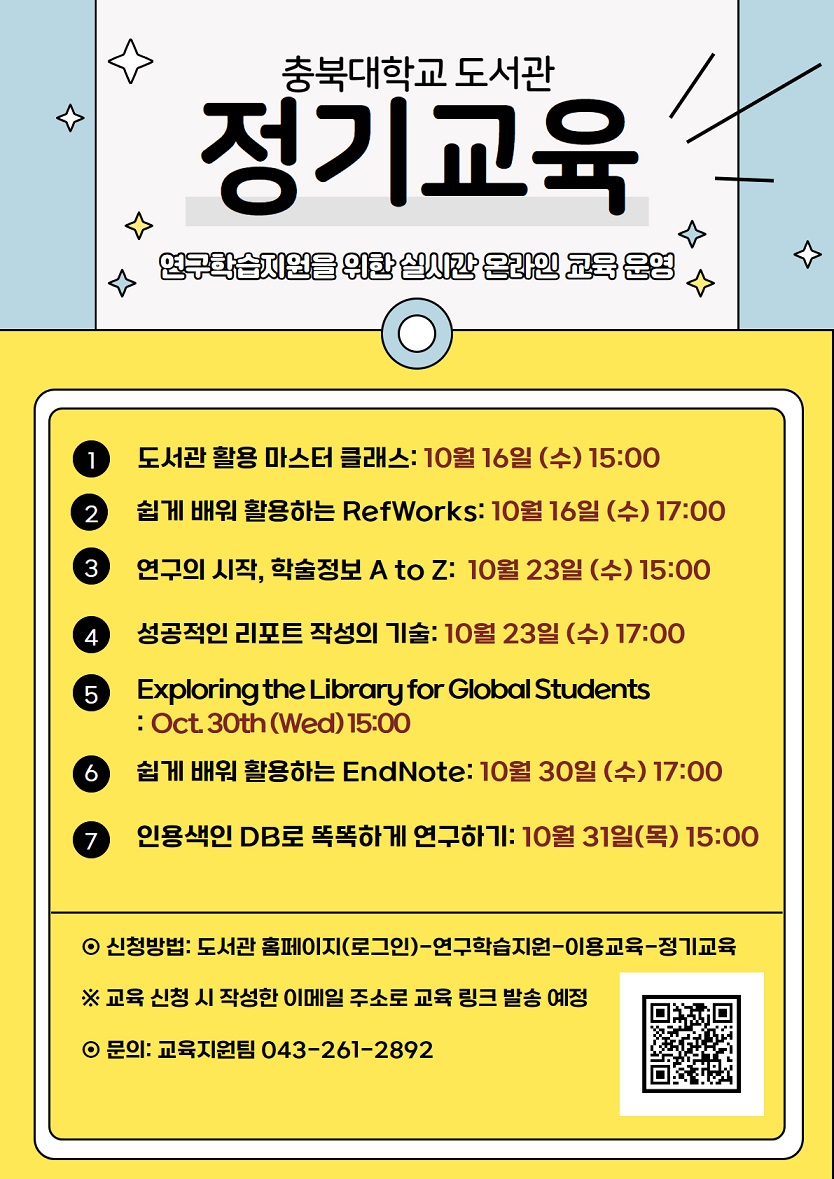 충북대학교 도서관
정기교육
연구학습지원을 위한 실시간 온라인 교육 운영
1 도서관 활용 마스터 클래스: 10월 16일 (수) 15:00
2 쉽게 배워 활용하는 RefWorks: 10월 16일 (수) 17:00
3 연구의 시작, 학술정보 A to Z: 10월 23일 (수) 15:00
4 성공적인 리포트 작성의 기술: 10월 23일 (수) 17:00
5 Exploring the Library for Global Students
: Oct. 30th (Wed) 15:00
6 쉽게 배워 활용하는 EndNote: 10월 30일 (수) 17:00
7 인용색인 DB로 똑똑하게 연구하기: 10월 31일(목) 15:00
⊙ 신청방법: 도서관 홈페이지(로그인)-연구학습지원-이용교육-정기교육
※ 교육 신청 시 작성한 이메일 주소로 교육 링크 발송 예정
⊙ 문의: 교육지원팀 043-261-2892